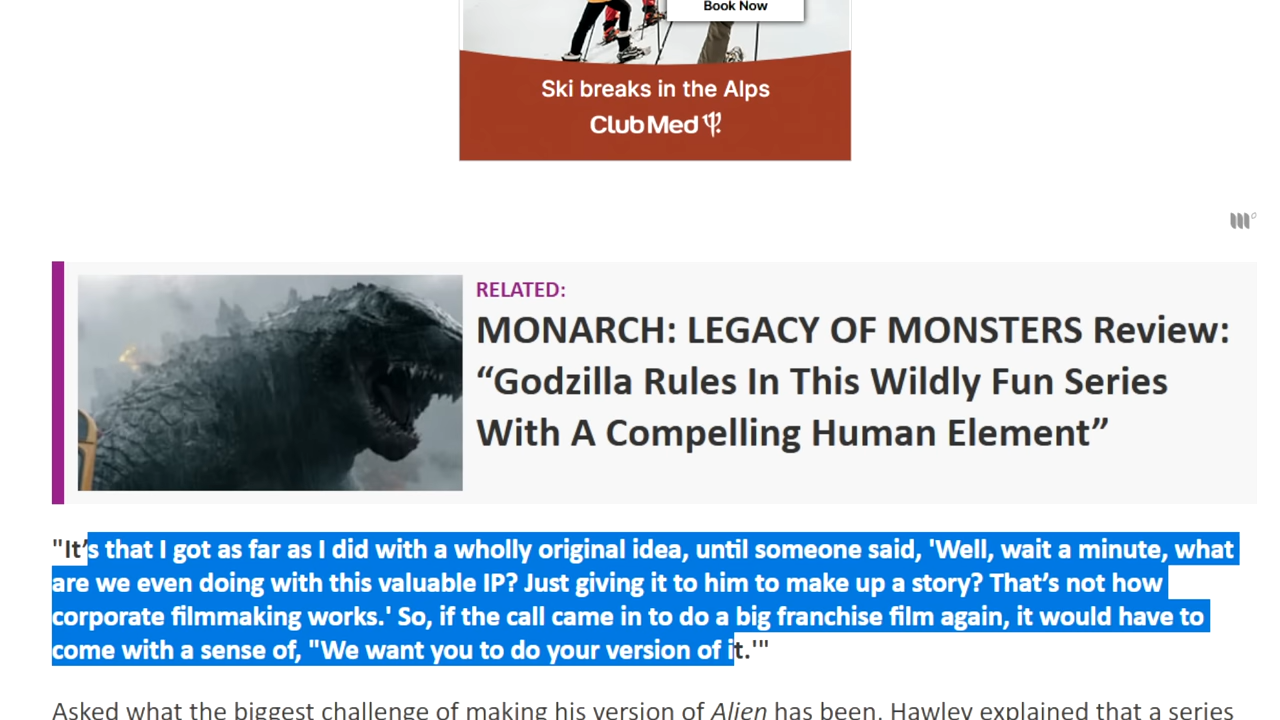 Book Now
Ski breaks in the Alps
Club Med
RELATED:
MONARCH: LEGACY OF MONSTERS Review:
“Godzilla Rules In This Wildly Fun Series
With A Compelling Human Element”
"It’s that I got as far as I did with a wholly original idea, until someone said, 'Well, wait a minute, what
are we even doing with this valuable IP? Just giving it to him to make up a story? That’s not how
corporate filmmaking works.' So, if the call came in to do a big franchise film again, it would have to
come with a sense of, "We want you to do your version of it.'"
Asked what the biggest challenge of making his version of Alien has been, Hawley explained that a series